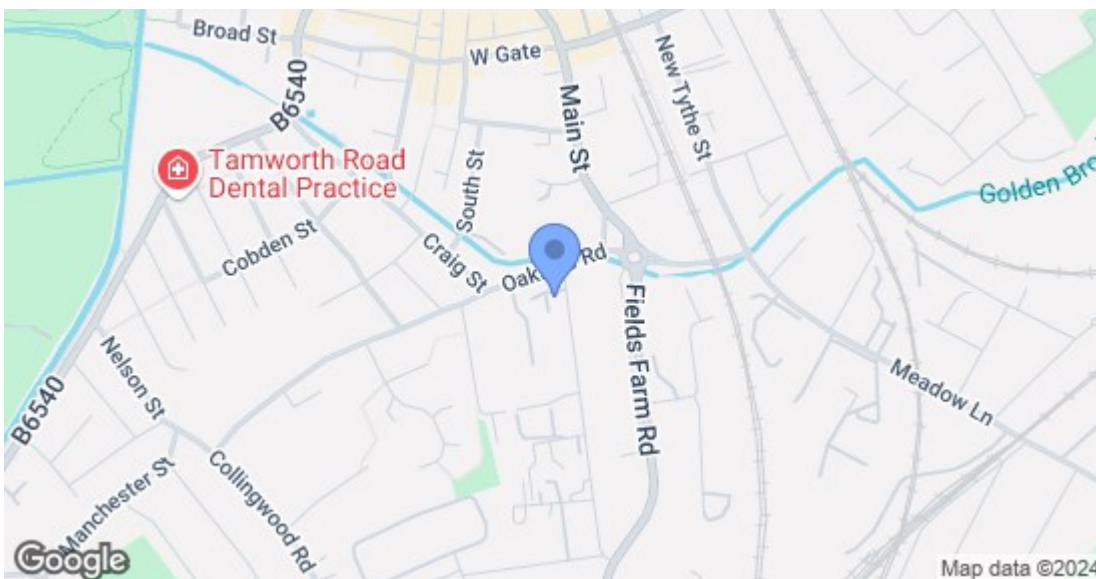 Broad St
W Gate
New Tythe St
B6540
Main St
Tamworth Road
Dental Practice
South St
Golden
Cobden St
Craig St
Rd
Fields Farm Rd
Nelson St
Meadow Ln
B6540
Manchester St
Collingwood Rd
Google
Map data ©2024